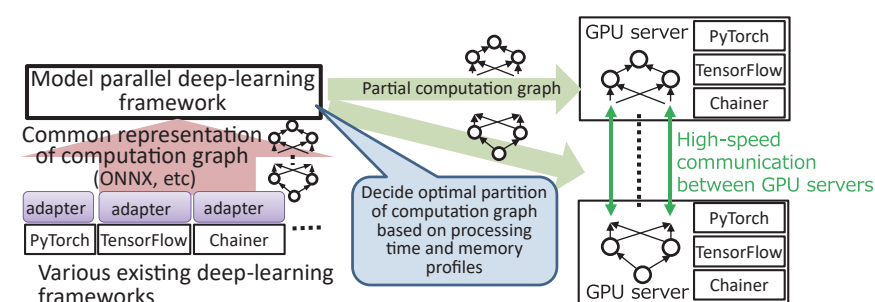 Model parallel deep-learning
framework
Common representation
of computation graph
(ONNX, etc)
adapter
adapter
adapter
PyTorch
TensorFlow
Chainer
Various existing deep-learning
frameworks
Partial computation graph
Decide optimal partition
of computation graph
based on processing
time and memory
profiles
GPU server
PyTorch
TensorFlow
Chainer
High-speed
communication
between GPU servers
PyTorch
TensorFlow
Chainer
GPU server